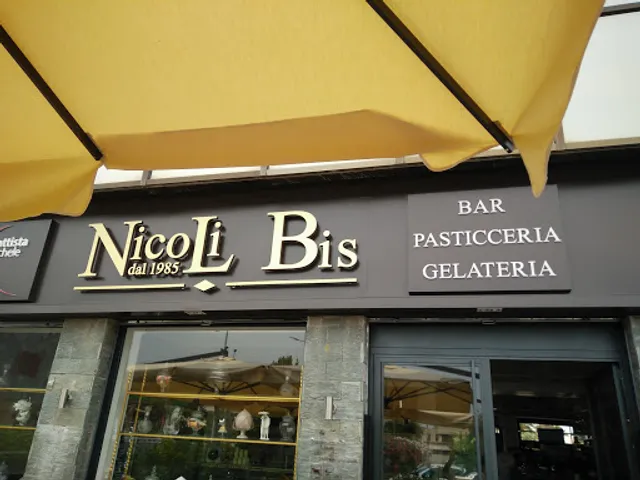 NicoLi Bis
dal 1985
BAR
PASTICCERIA
GELATERIA